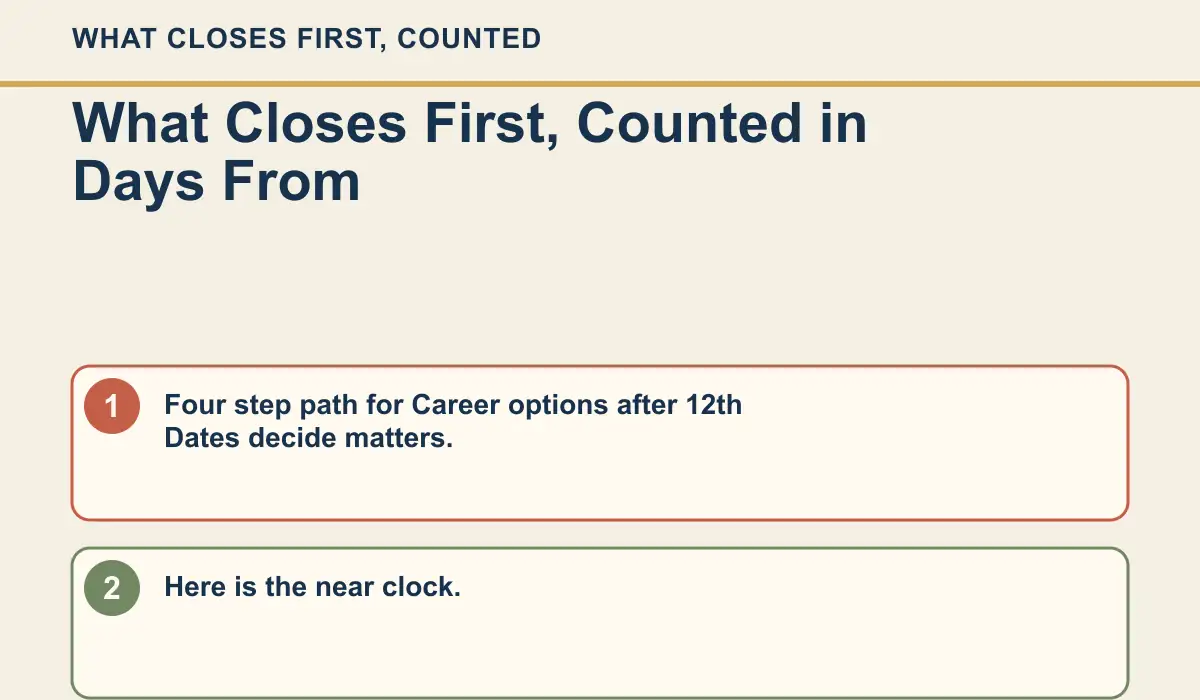 WHAT CLOSES FIRST, COUNTED
What Closes First, Counted in
Days From
1
Four step path for Career options after 12th
Dates decide matters.
2
Here is the near clock.